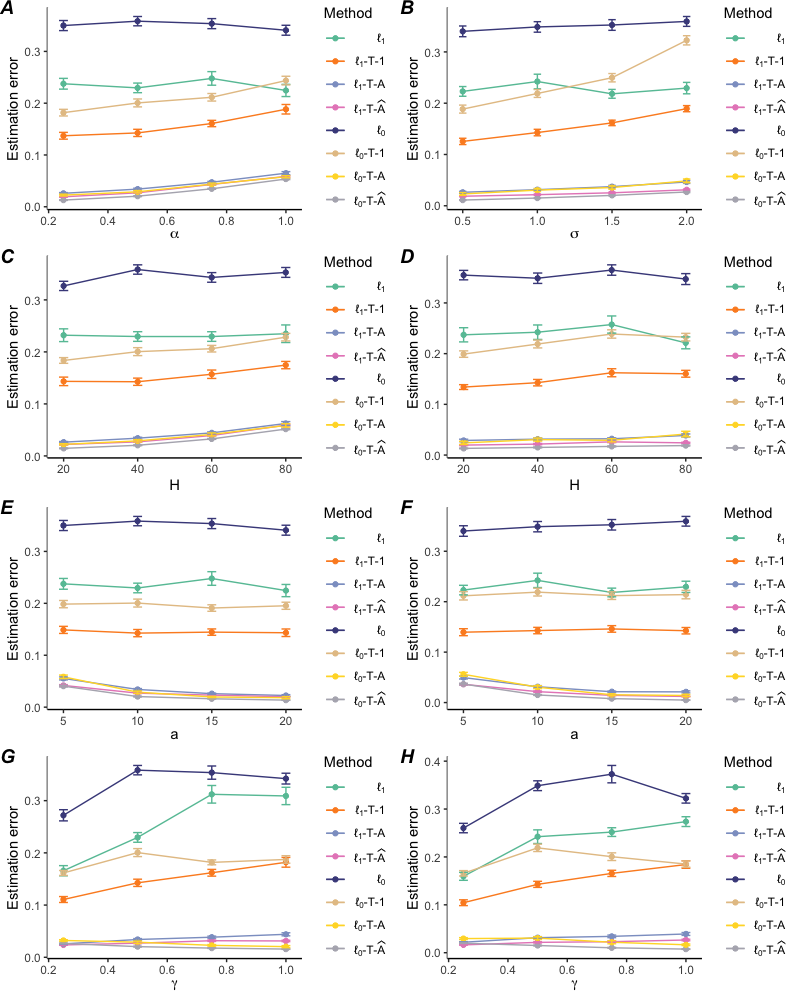 A
Estimation error
0.3
0.2
0.1
0.0
0.2 0.4 0.6 0.8 1.0
α
Method
ℓ1
ℓ1-T-1
ℓ1-T-A
ℓ1-T-Â
ℓ0
ℓ0-T-1
ℓ0-T-A
ℓ0-T-Â
B
Estimation error
0.3
0.2
0.1
0.0
0.5 1.0 1.5 2.0
σ
Method
ℓ1
ℓ1-T-1
ℓ1-T-A
ℓ1-T-Â
ℓ0
ℓ0-T-1
ℓ0-T-A
ℓ0-T-Â
C
Estimation error
0.3
0.2
0.1
0.0
20 40 60 80
H
Method
ℓ1
ℓ1-T-1
ℓ1-T-A
ℓ1-T-Â
ℓ0
ℓ0-T-1
ℓ0-T-A
ℓ0-T-Â
D
Estimation error
0.3
0.2
0.1
0.0
20 40 60 80
H
Method
ℓ1
ℓ1-T-1
ℓ1-T-A
ℓ1-T-Â
ℓ0
ℓ0-T-1
ℓ0-T-A
ℓ0-T-Â
E
Estimation error
0.3
0.2
0.1
0.0
5 10 15 20
a
Method
ℓ1
ℓ1-T-1
ℓ1-T-A
ℓ1-T-Â
ℓ0
ℓ0-T-1
ℓ0-T-A
ℓ0-T-Â
F
Estimation error
0.3
0.2
0.1
0.0
5 10 15 20
a
Method
ℓ1
ℓ1-T-1
ℓ1-T-A
ℓ1-T-Â
ℓ0
ℓ0-T-1
ℓ0-T-A
ℓ0-T-Â
G
Estimation error
0.3
0.2
0.1
0.0
0.2 0.4 0.6 0.8 1.0
γ
Method
ℓ1
ℓ1-T-1
ℓ1-T-A
ℓ1-T-Â
ℓ0
ℓ0-T-1
ℓ0-T-A
ℓ0-T-Â
H
Estimation error
0.4
0.3
0.2
0.1
0.0
0.2 0.4 0.6 0.8 1.0
γ
Method
ℓ1
ℓ1-T-1
ℓ1-T-A
ℓ1-T-Â
ℓ0
ℓ0-T-1
ℓ0-T-A
ℓ0-T-Â